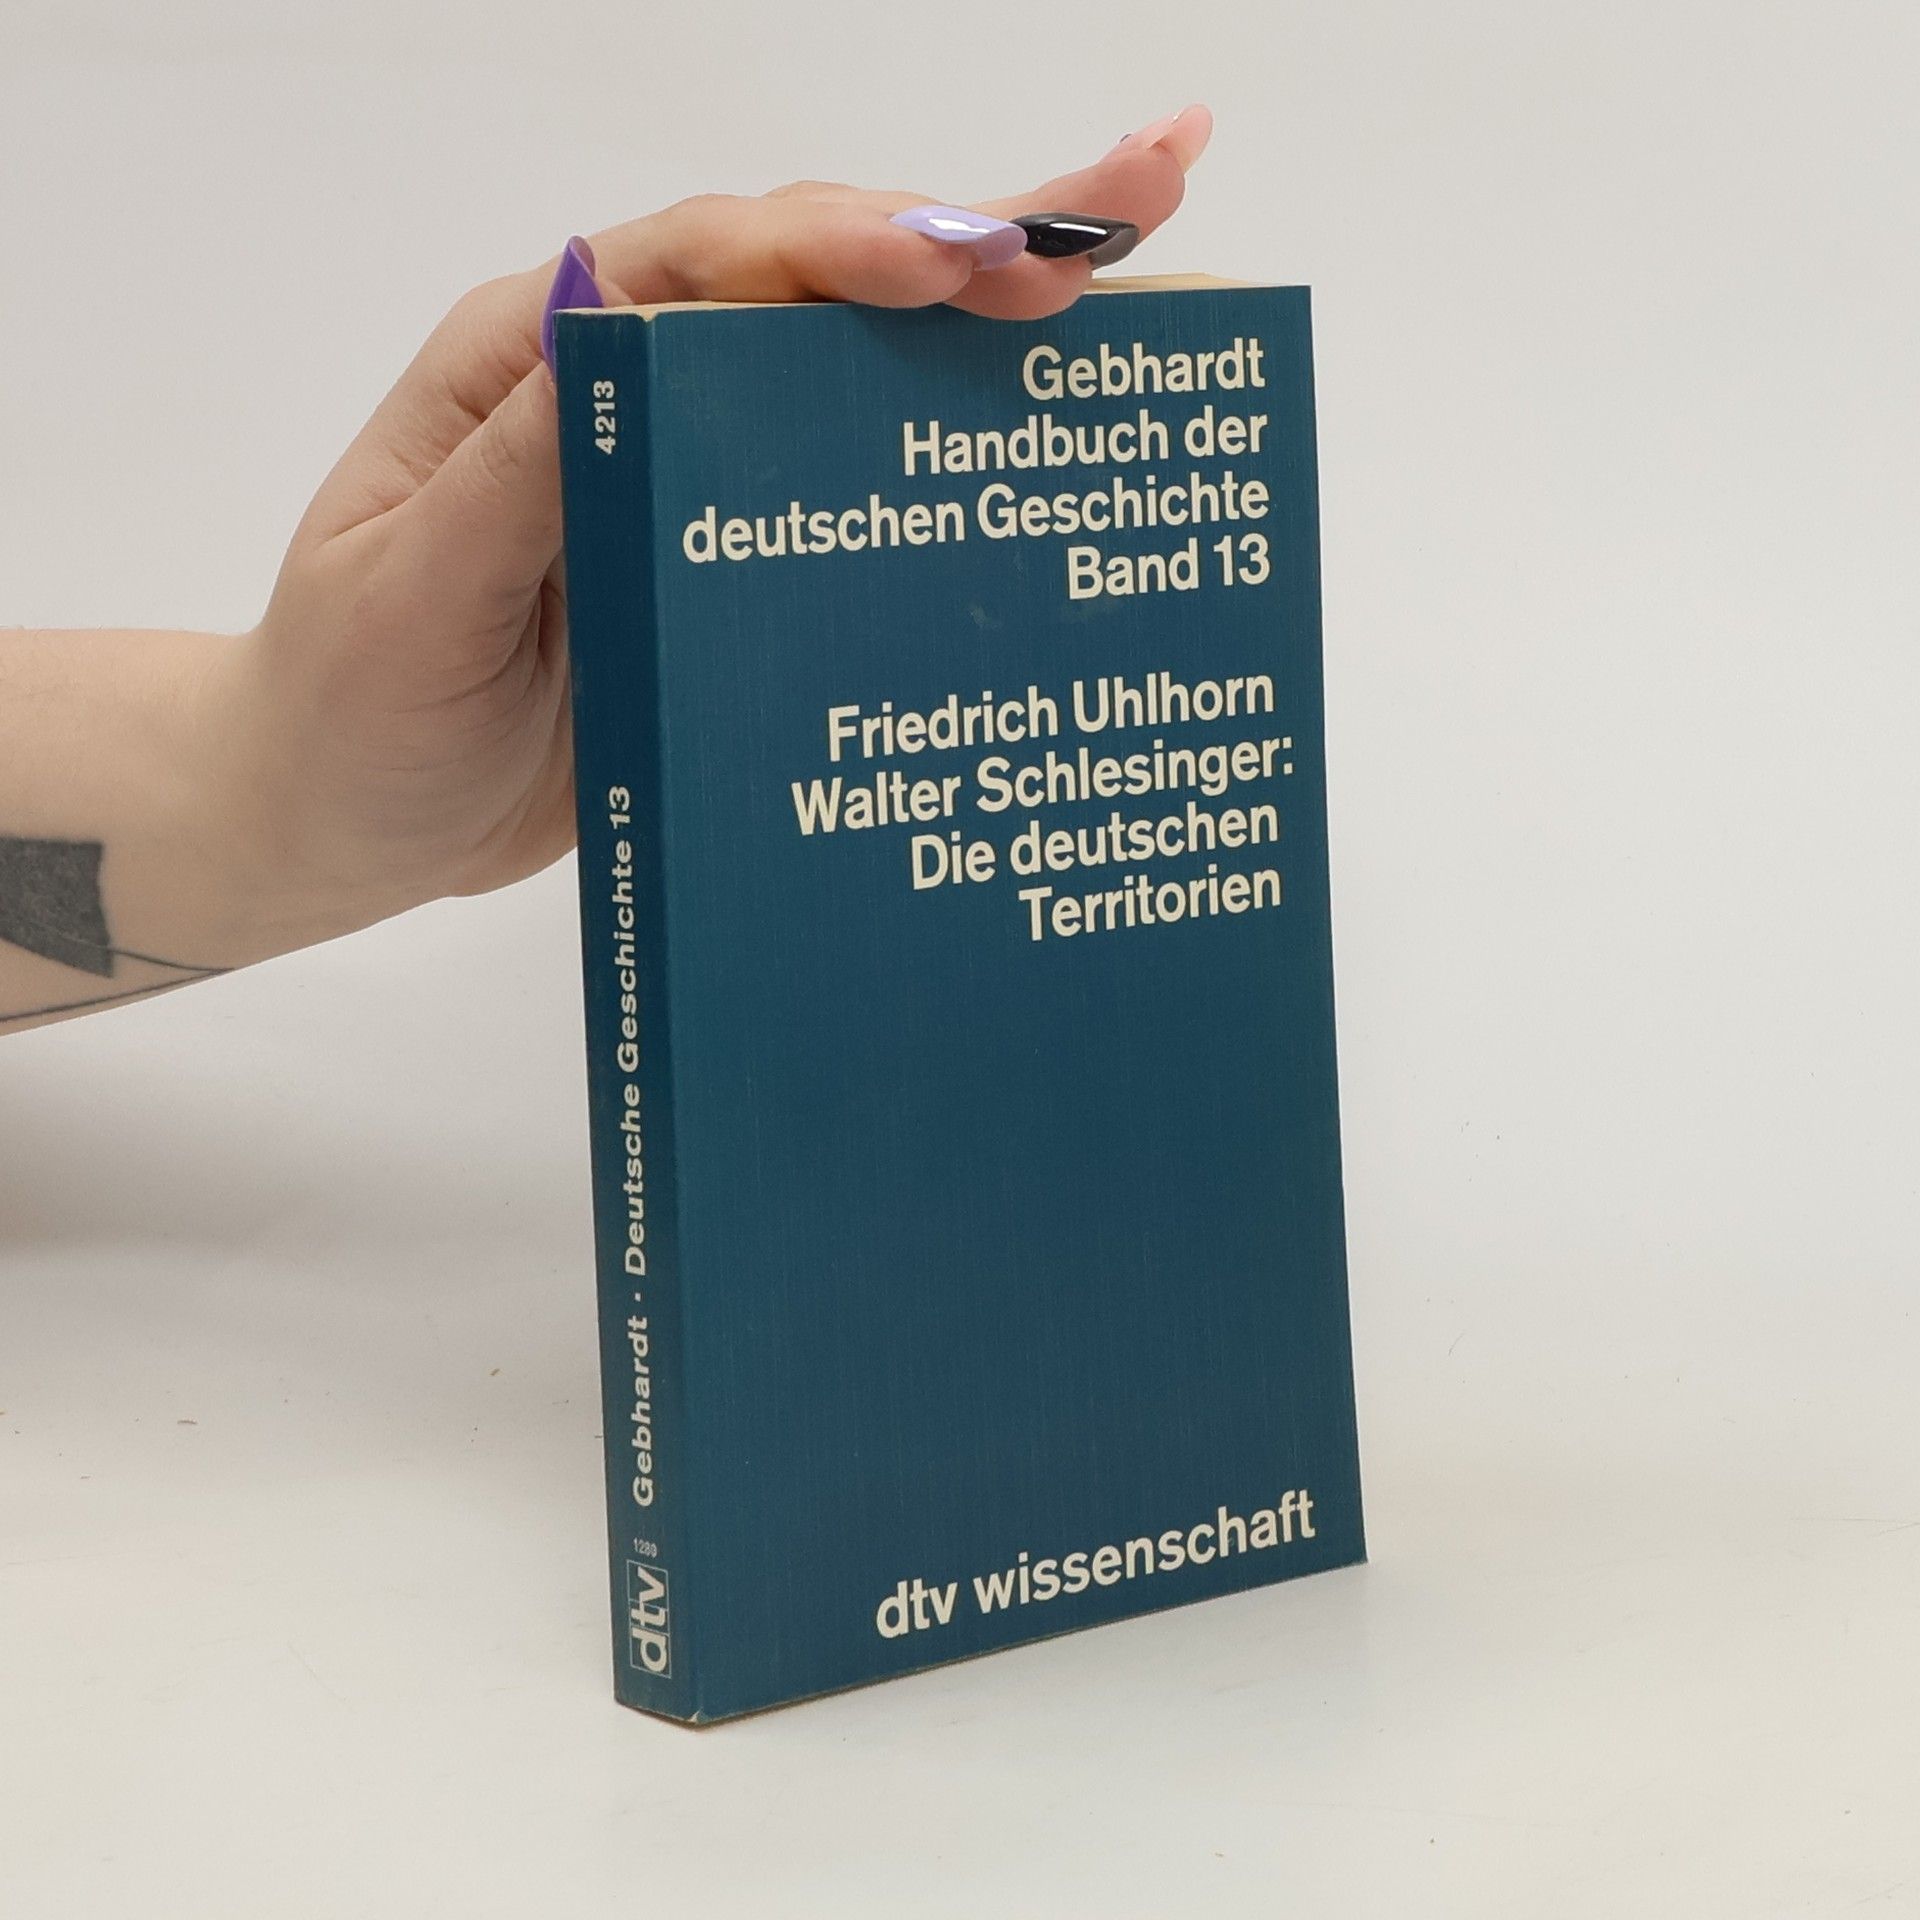 Gebhardt
Handbuch der
deutschen Geschichte
Band 13
Friedrich Uhlhorn
Walter Schlesinger:
Die deutschen
Territorien
dtv wissenschaft
4213
Gebhardt · Deutsche Geschichte 13
1280
dtv